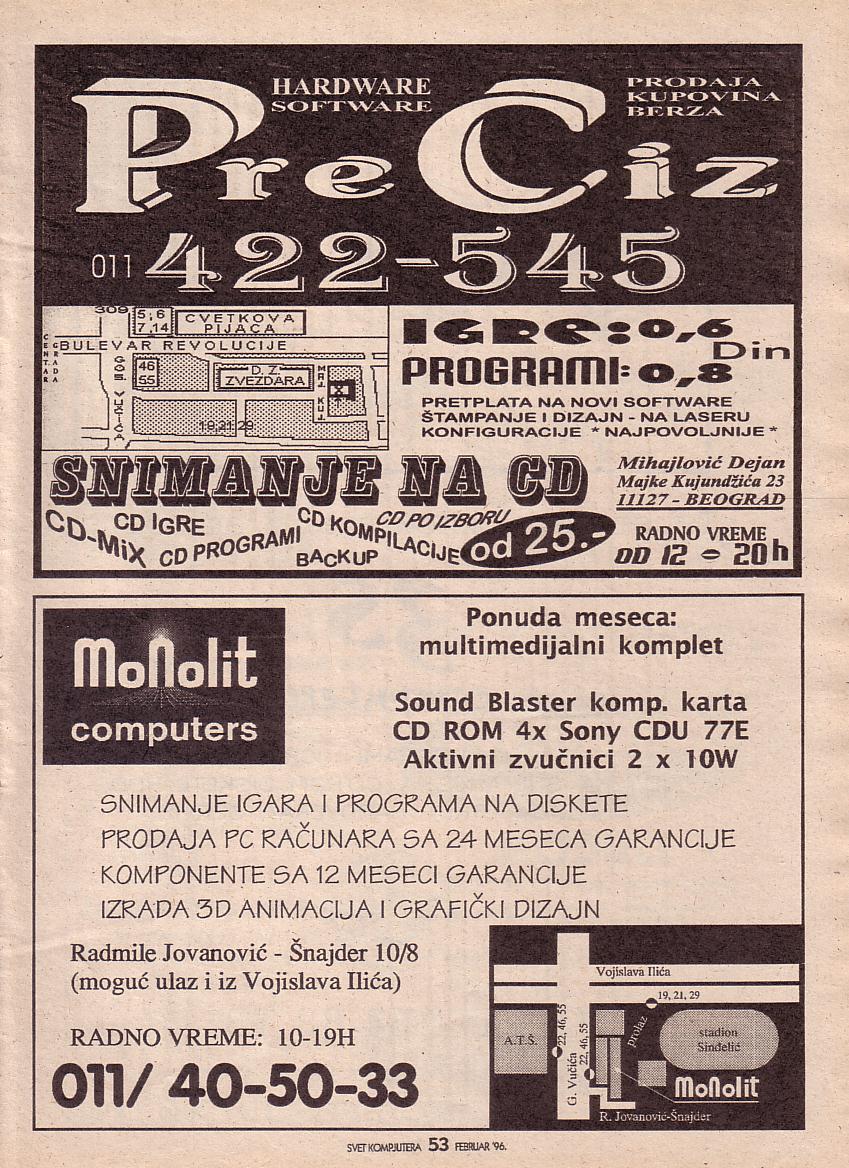 HARDWARE
SOFTWARE
PRODAJA
KUPOVINA
BERZA
PreCiz
011 422-545
309
5,6
7,14
CVETKOVA
PIJACA
CENTAR
GRADA
BULEVAR REVOLUCIJE
46
55
D. Z.
ZVEZDARA
19,21,29
IGRe: 0,6
Din
PROGRAMI: 0,8
PRETPLATA NA NOVI SOFTWARE
ŠTAMPANJE I DIZAJN - NA LASERU
KONFIGURACIJE * NAJPOVOLJNIJE *
SNIMANJE NA CD
CD-MiX
CD IGRE
CD PROGRAMI
CD KOMPILACIJE
CD PO IZBORU
BACKUP
od 25.-
Mihajlović Dejan
Majke Kujundžića 23
11127 - BEOGRAD
RADNO VREME
OD 12 - 20h
MoNolit
computers
Ponuda meseca:
multimedijalni komplet
Sound Blaster komp. karta
CD ROM 4x Sony CDU 77E
Aktivni zvučnici 2 x 10W
SNIMANJE IGARA I PROGRAMA NA DISKETE
PRODAJA PC RAČUNARA SA 24 MESECA GARANCIJE
KOMPONENTE SA 12 MESECI GARANCIJE
IZRADA 3D ANIMACIJA I GRAFIČKI DIZAJN
Radmile Jovanović - Šnajder 10/8
(moguć ulaz i iz Vojislava Ilića)
RADNO VREME: 10-19H
011/ 40-50-33
Vojislava Ilića
19, 21, 29
A.T.Š.
22, 46, 55
22, 46, 55
G. Vučića
prolaz
stadion
Sinđelić
MoNolit
R. Jovanović-Šnajder
SVET KOMPJUTERA 53 FEBRUAR '96.